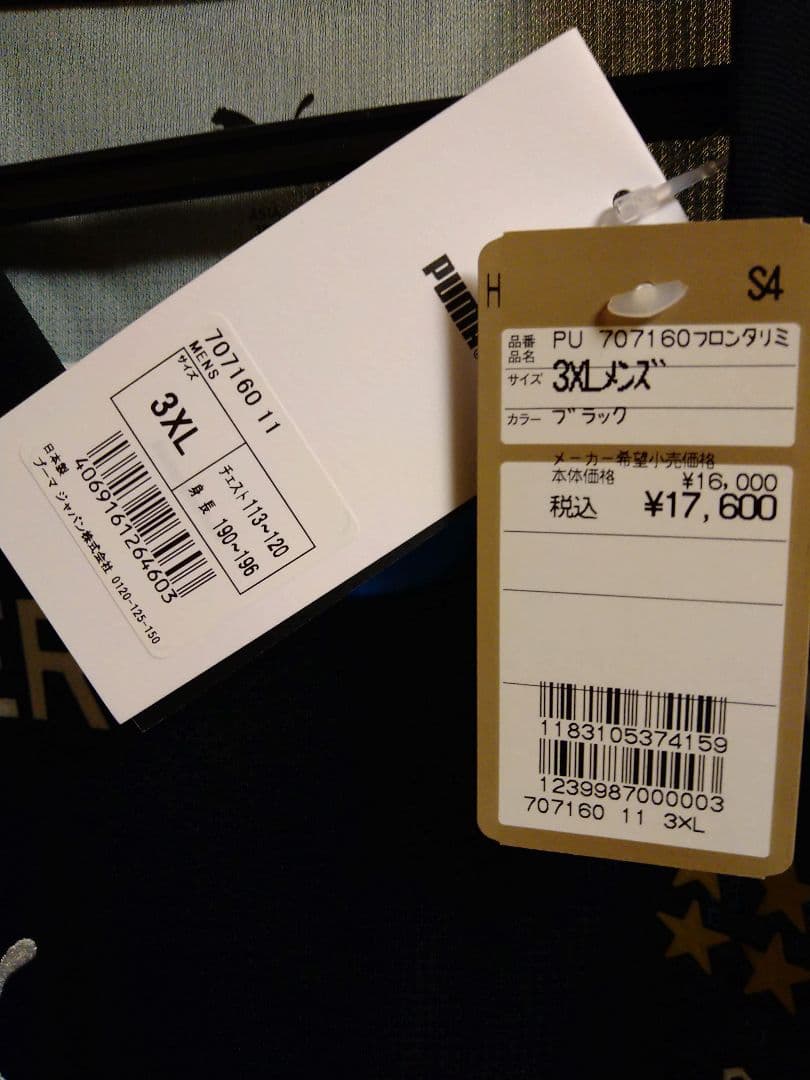 PUMA
707160 11
MENS
サイズ
3XL
チェスト 113~120
身長 190~196
4069161264603
日本製
プーマ ジャパン株式会社 0120-125-150
H
S4
品番 PU 707160フロンタリミ
品名
サイズ 3XLメンズ
カラー ブラック
メーカー希望小売価格
本体価格 ¥16,000
税込 ¥17,600
1183105374159
1239987000003
707160 11 3XL
ER